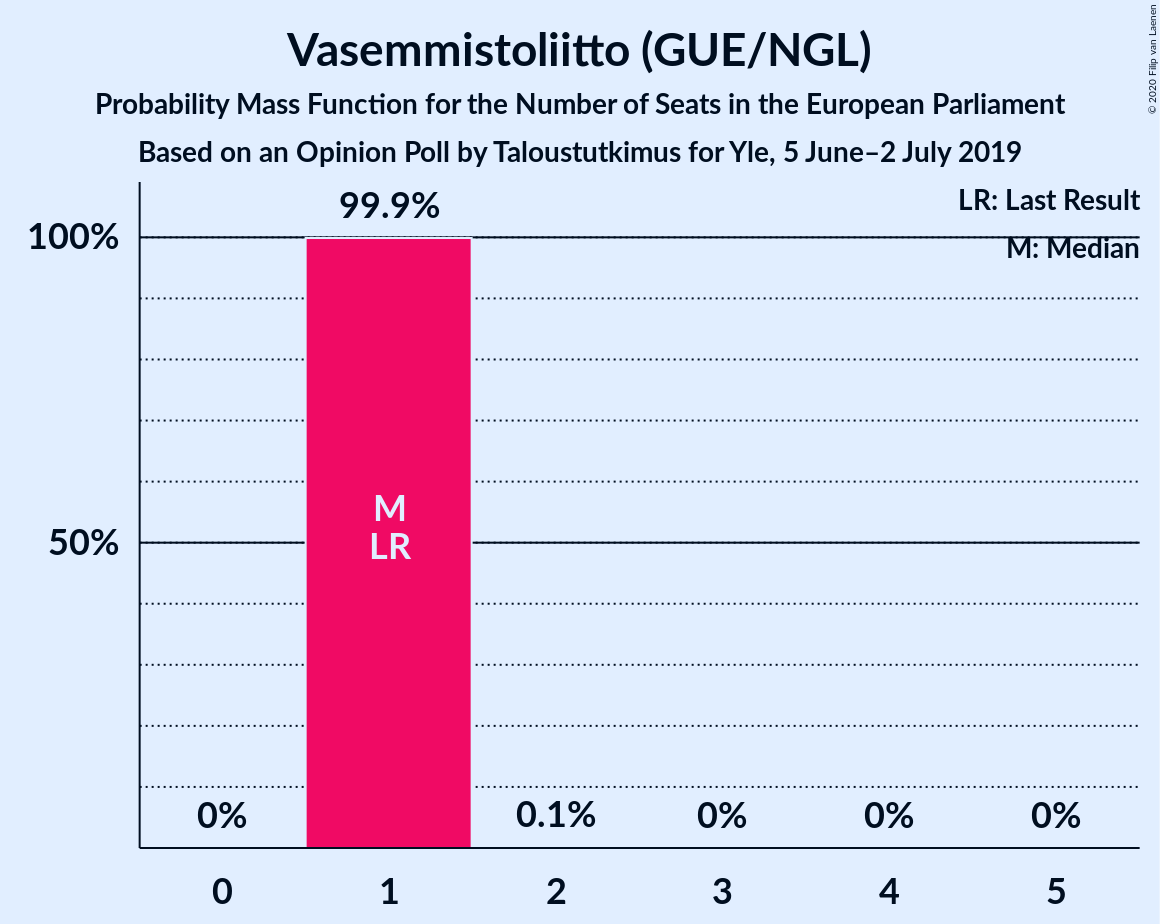 Vasemmistoliitto (GUE/NGL)
Probability Mass Function for the Number of Seats in the European Parliament
Based on an Opinion Poll by Taloustutkimus for Yle, 5 June–2 July 2019
© 2020 Filip van Laenen
LR: Last Result
M: Median
99.9%
100%
50%
M
LR
0%
0.1%
0%
0%
0%
0
1
2
3
4
5